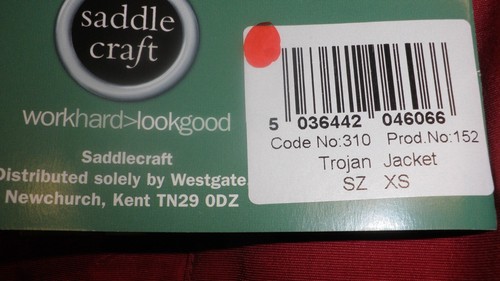 saddle
craft
workhard>lookgood
Saddlecraft
Distributed solely by Westgate
Newchurch, Kent TN29 0DZ
5 036442 046066
Code No:310 Prod.No:152
Trojan Jacket
SZ XS